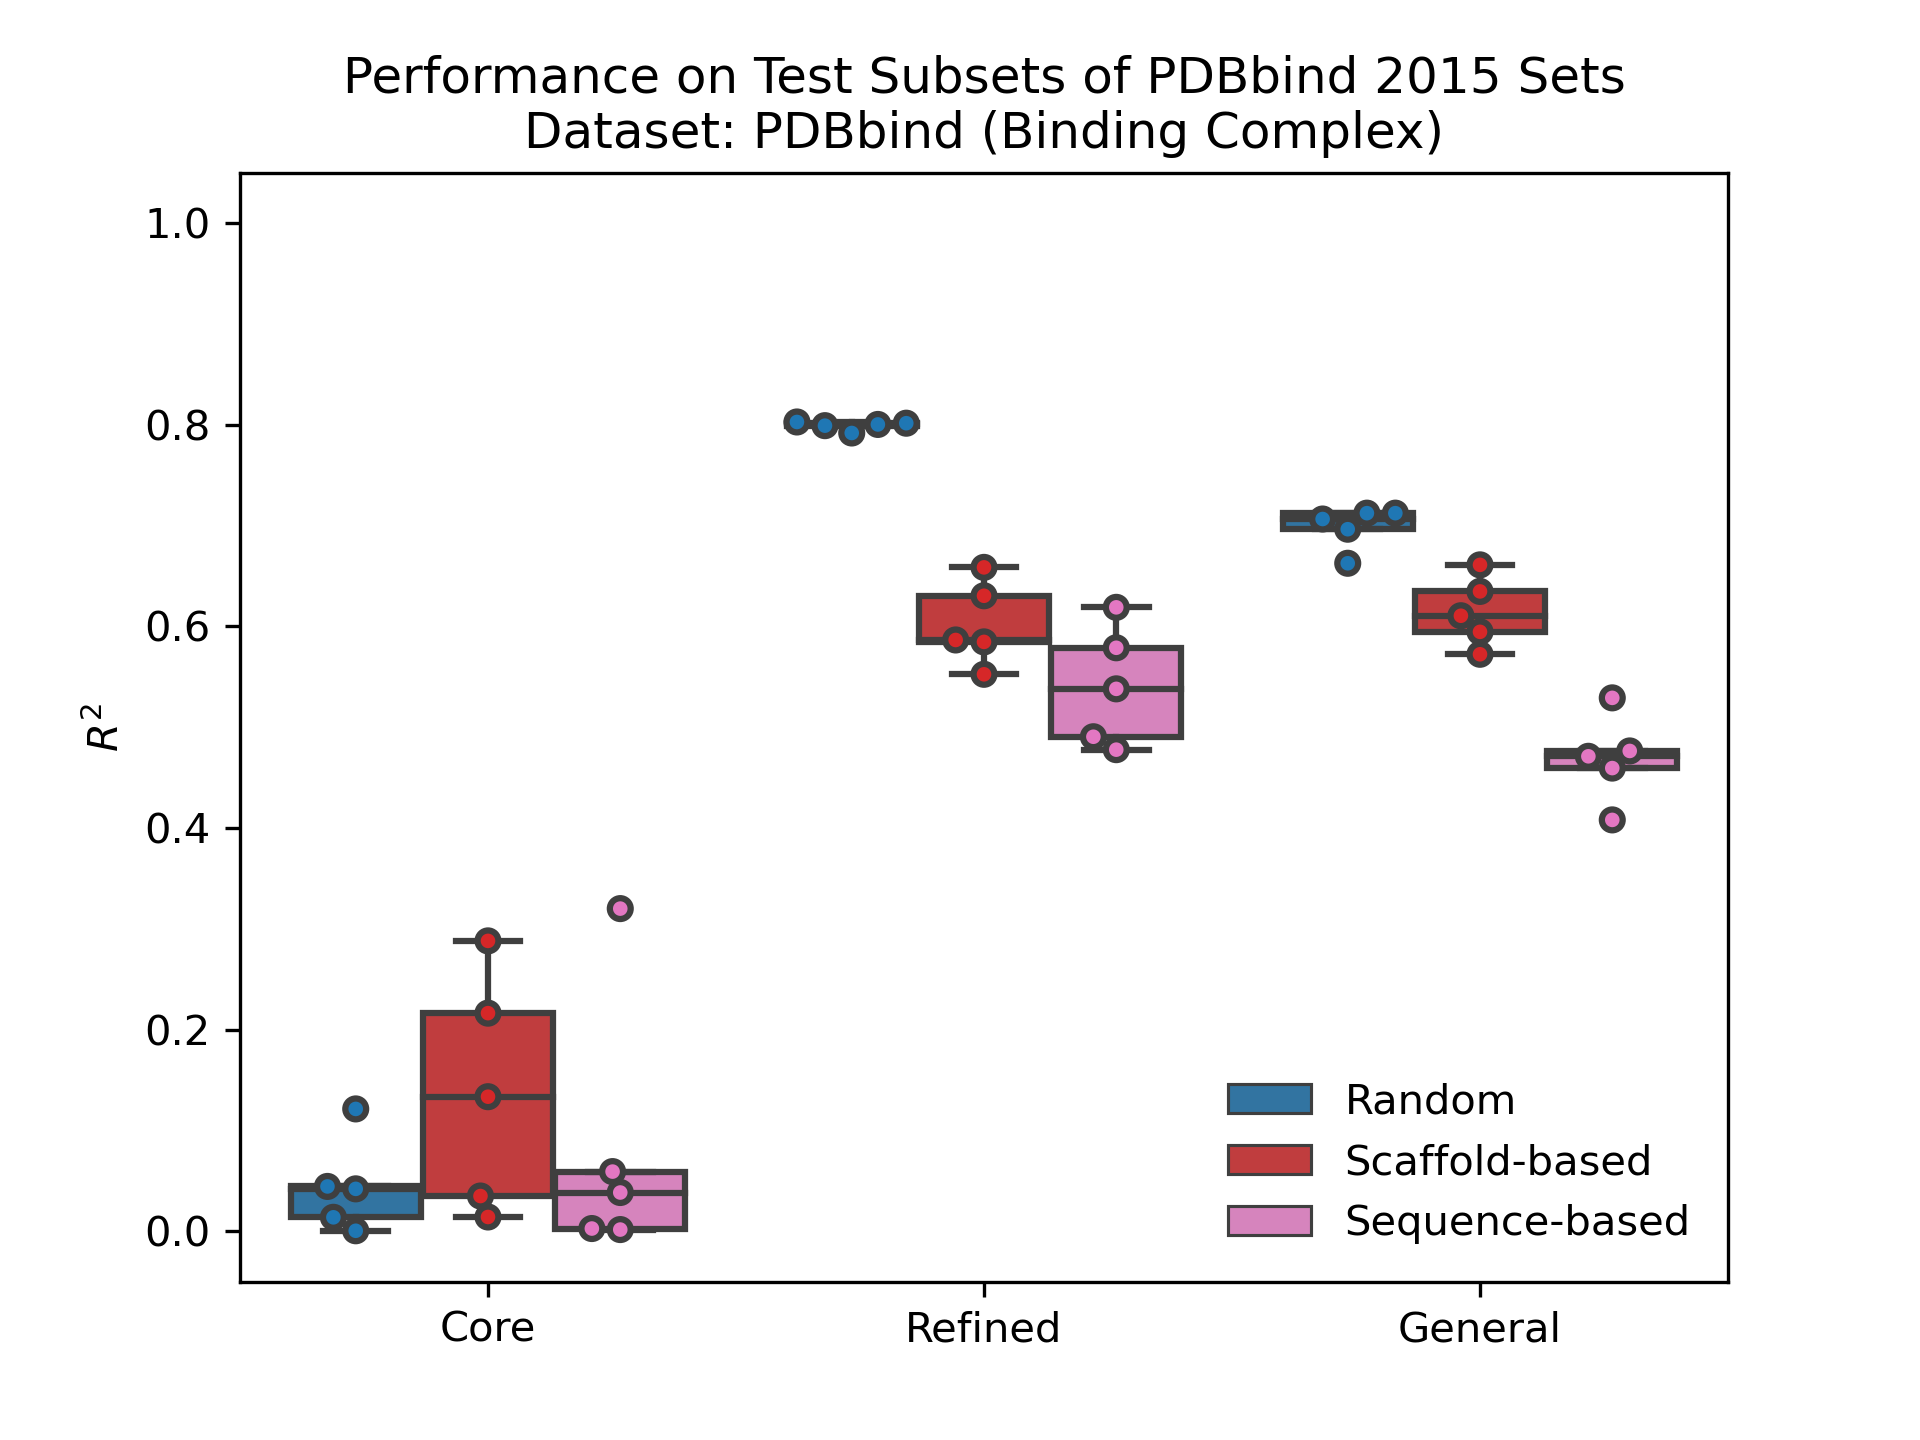 Performance on Test Subsets of PDBbind 2015 Sets
Dataset: PDBbind (Binding Complex)
1.0
0.8
0.6
0.4
0.2
0.0
R²
Core
Refined
General
Random
Scaffold-based
Sequence-based